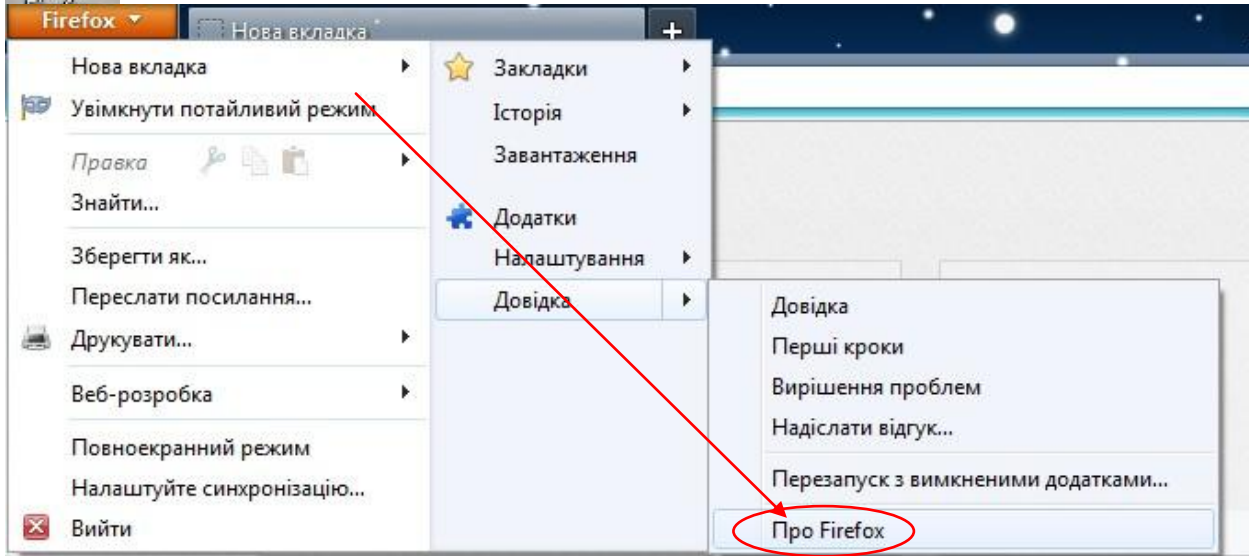 Firefox
Нова вкладка
Нова вкладка
Увімкнути потайливий режим
Правка
Знайти...
Зберегти як...
Переслати посилання...
Друкувати...
Веб-розробка
Повноекранний режим
Налаштуйте синхронізацію...
Вийти
Закладки
Історія
Завантаження
Додатки
Налаштування
Довідка
Довідка
Перші кроки
Вирішення проблем
Надіслати відгук...
Перезапуск з вимкненими додатками...
Про Firefox